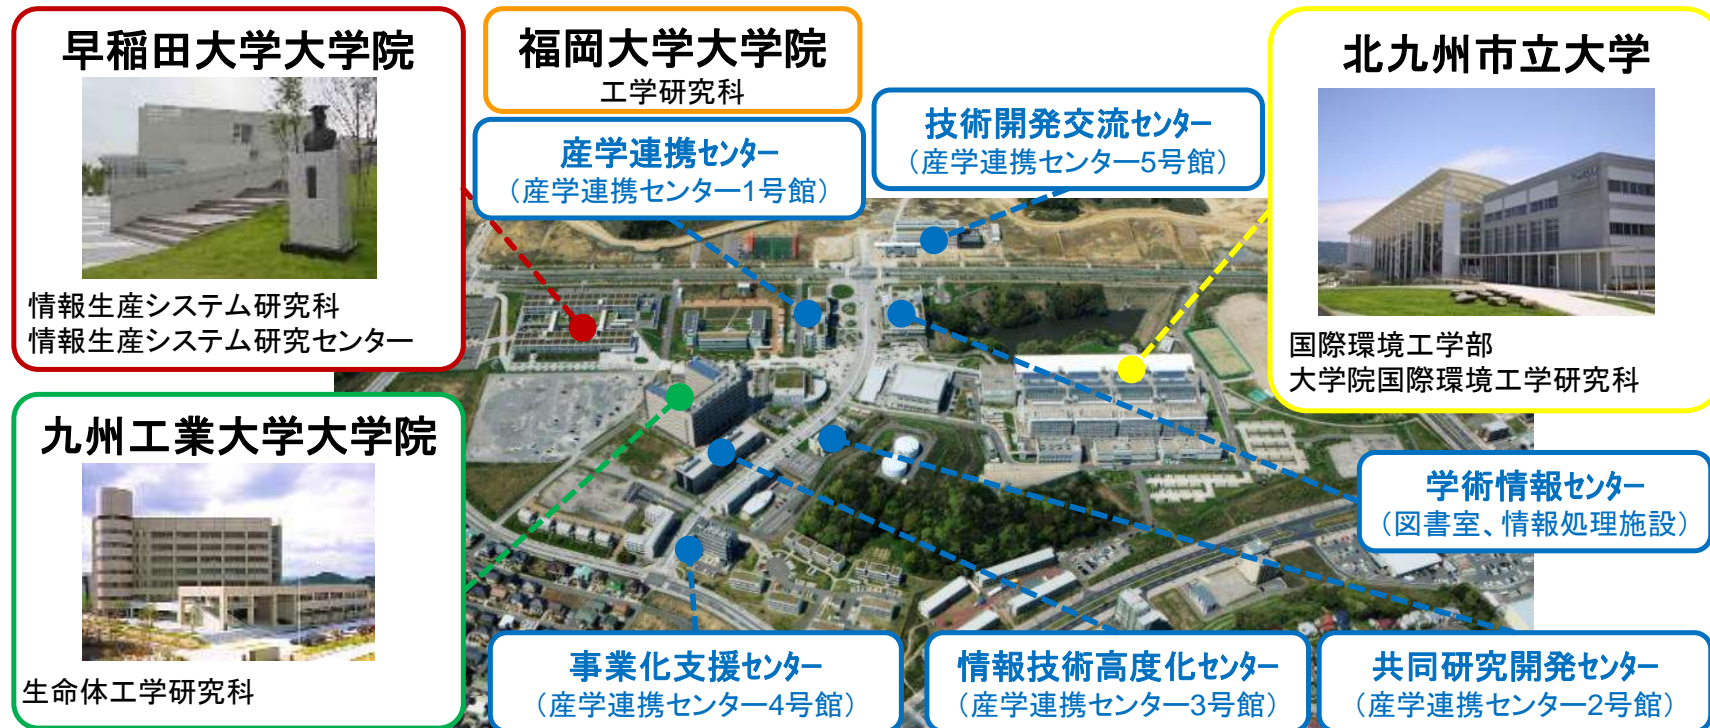 早稲田大学大学院
情報生産システム研究科
情報生産システム研究センター
福岡大学大学院
工学研究科
産学連携センター
（産学連携センター1号館）
技術開発交流センター
（産学連携センター5号館）
北九州市立大学
国際環境工学部
大学院国際環境工学研究科
九州工業大学大学院
生命体工学研究科
学術情報センター
（図書室、情報処理施設）
事業化支援センター
（産学連携センター4号館）
情報技術高度化センター
（産学連携センター3号館）
共同研究開発センター
（産学連携センター2号館）